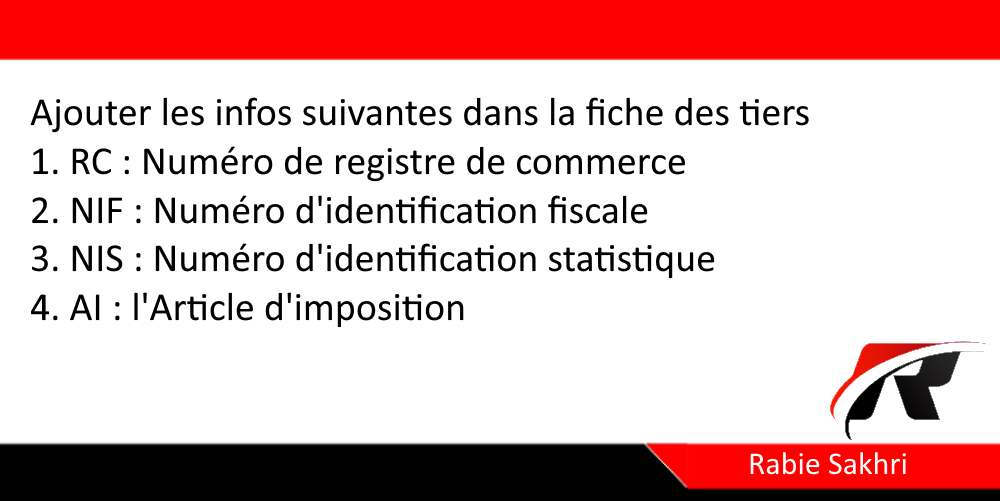 Ajouter les infos suivantes dans la fiche des tiers
1. RC : Numéro de registre de commerce
2. NIF : Numéro d'identification fiscale
3. NIS : Numéro d'identification statistique
4. AI : l'Article d'imposition
R
Rabie Sakhri